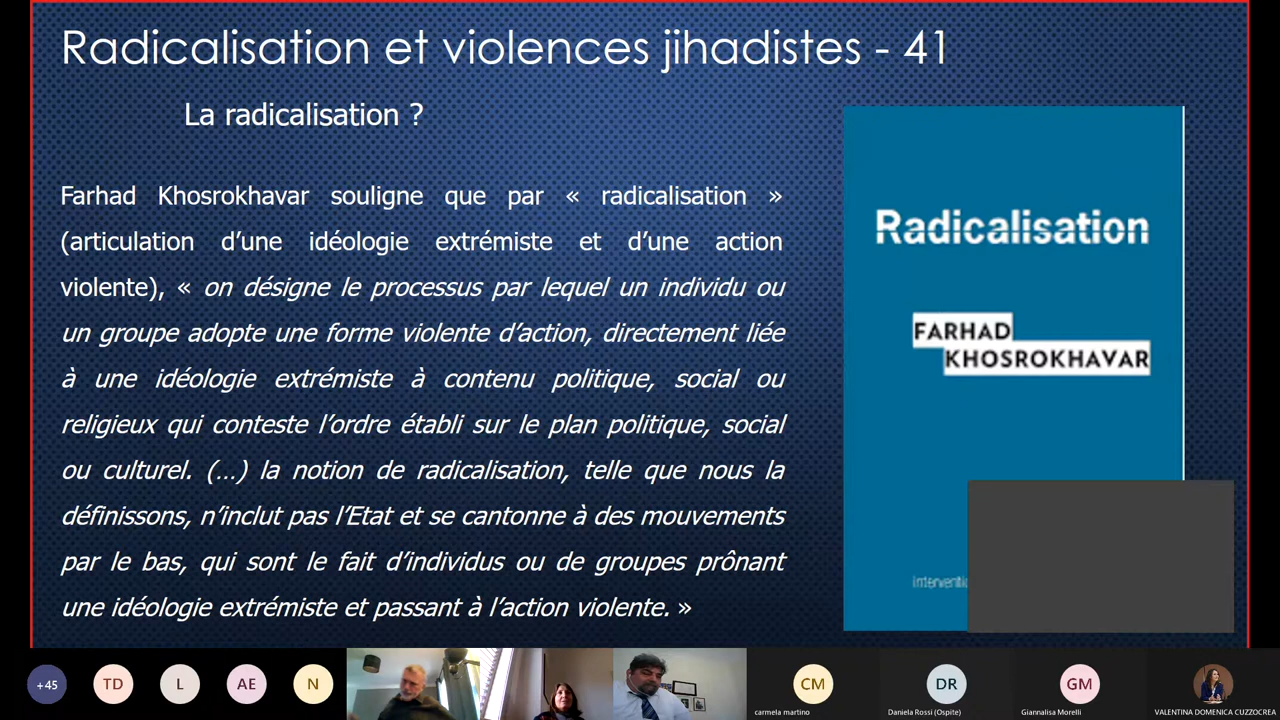 Radicalisation et violences jihadistes - 41
La radicalisation ?
Farhad Khosrokhavar souligne que par « radicalisation »
(articulation d’une idéologie extrémiste et d’une action
violente), « on désigne le processus par lequel un individu ou
un groupe adopte une forme violente d’action, directement liée
à une idéologie extrémiste à contenu politique, social ou
religieux qui conteste l’ordre établi sur le plan politique, social
ou culturel. (…) la notion de radicalisation, telle que nous la
définissons, n’inclut pas l’Etat et se cantonne à des mouvements
par le bas, qui sont le fait d’individus ou de groupes prônant
une idéologie extrémiste et passant à l’action violente. »
Radicalisation
FARHAD
KHOSROKHAVAR
+45
TD
L
AE
N
CM
carmela martino
DR
Daniela Rossi (Ospite)
GM
Giannalisa Morelli
VALENTINA DOMENICA CUZZOCREA